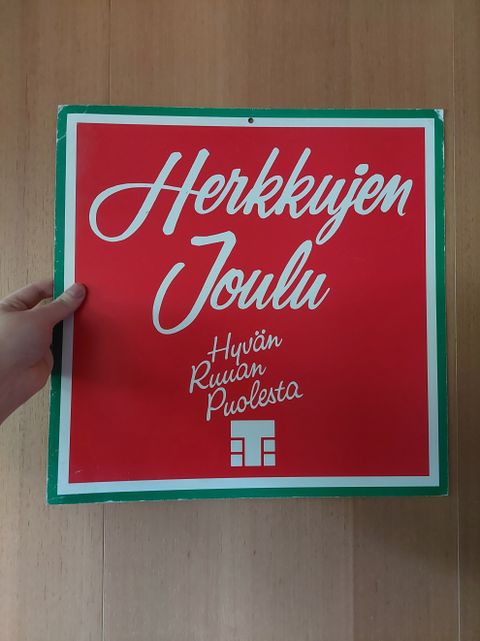 Herkkujen
Joulu
Hyvän
Ruuan
Puolesta